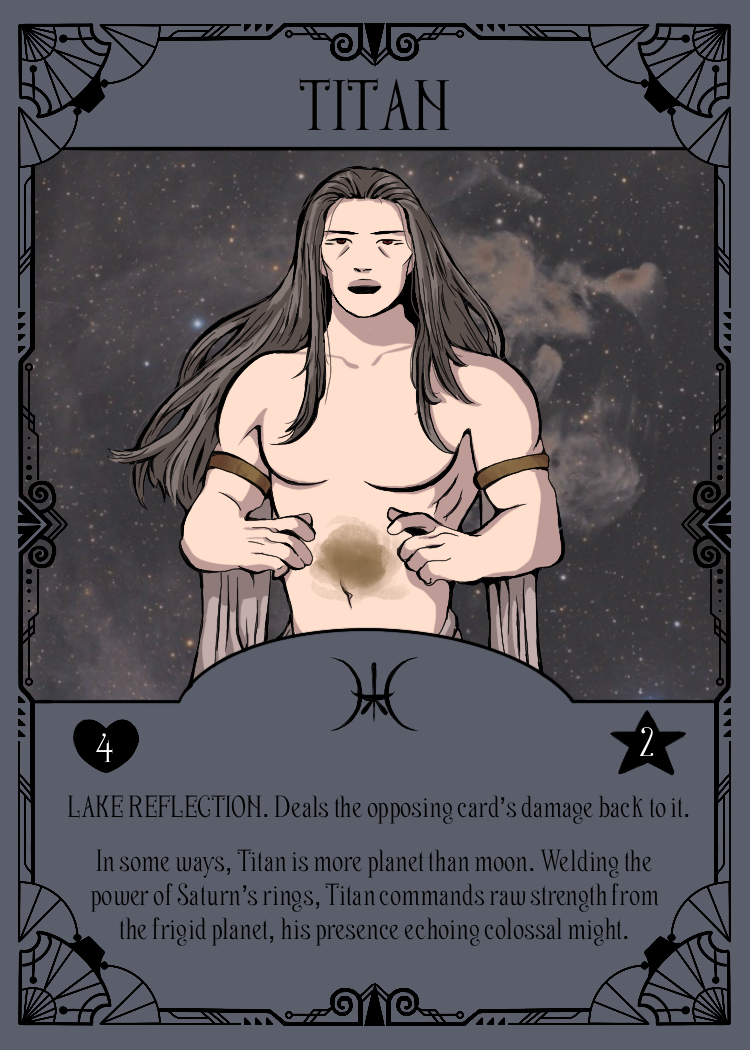 TITAN
4
2
LAKE REFLECTION. Deals the opposing card's damage back to it.
In some ways, Titan is more planet than moon. Welding the
power of Saturn's rings, Titan commands raw strength from
the frigid planet, his presence echoing colossal might.